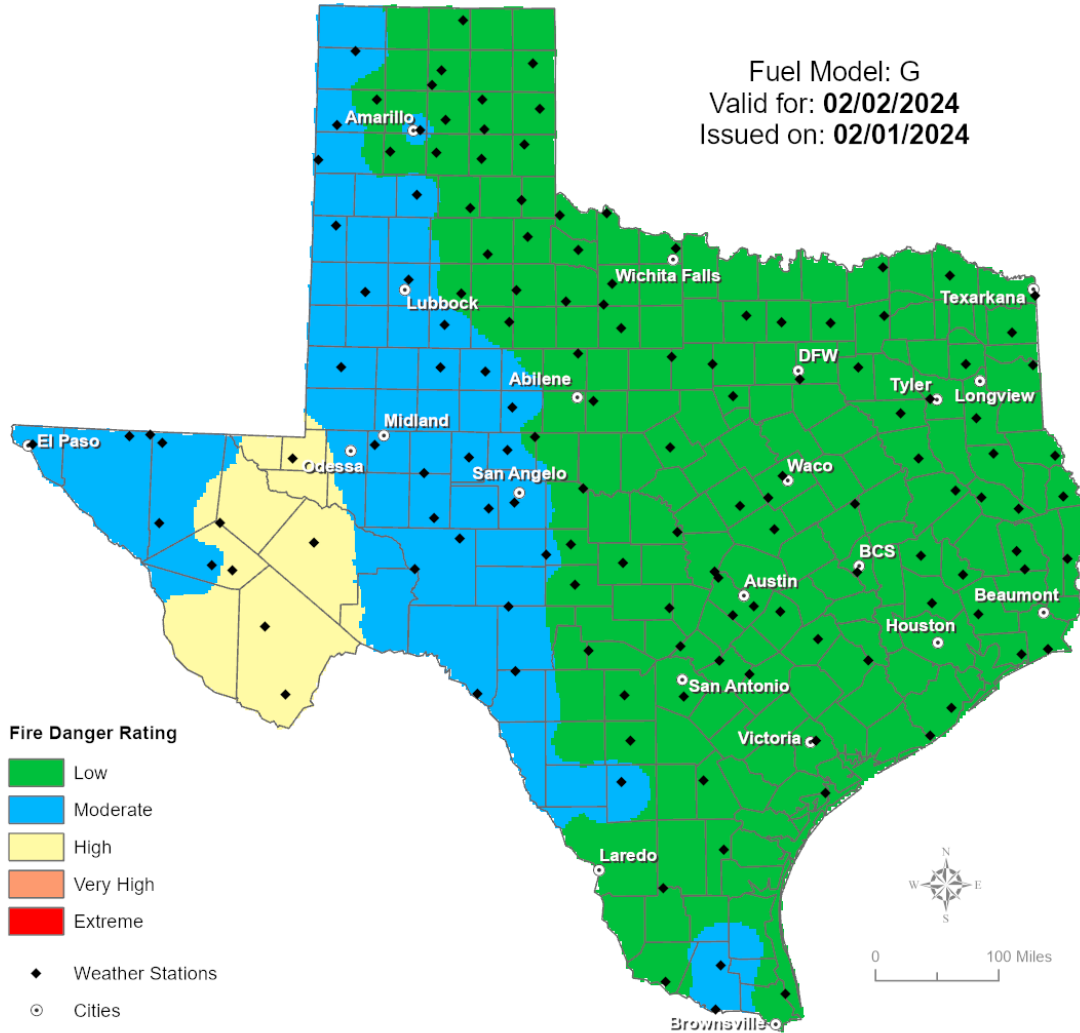 Fuel Model: G
Valid for: 02/02/2024
Issued on: 02/01/2024
Amarillo
Wichita Falls
Lubbock
Texarkana
DFW
Abilene
Tyler
Longview
Midland
El Paso
Odessa
San Angelo
Waco
BCS
Austin
Beaumont
Houston
San Antonio
Victoria
Laredo
Brownsville
Fire Danger Rating
Low
Moderate
High
Very High
Extreme
Weather Stations
Cities
N
W E
S
0 100 Miles